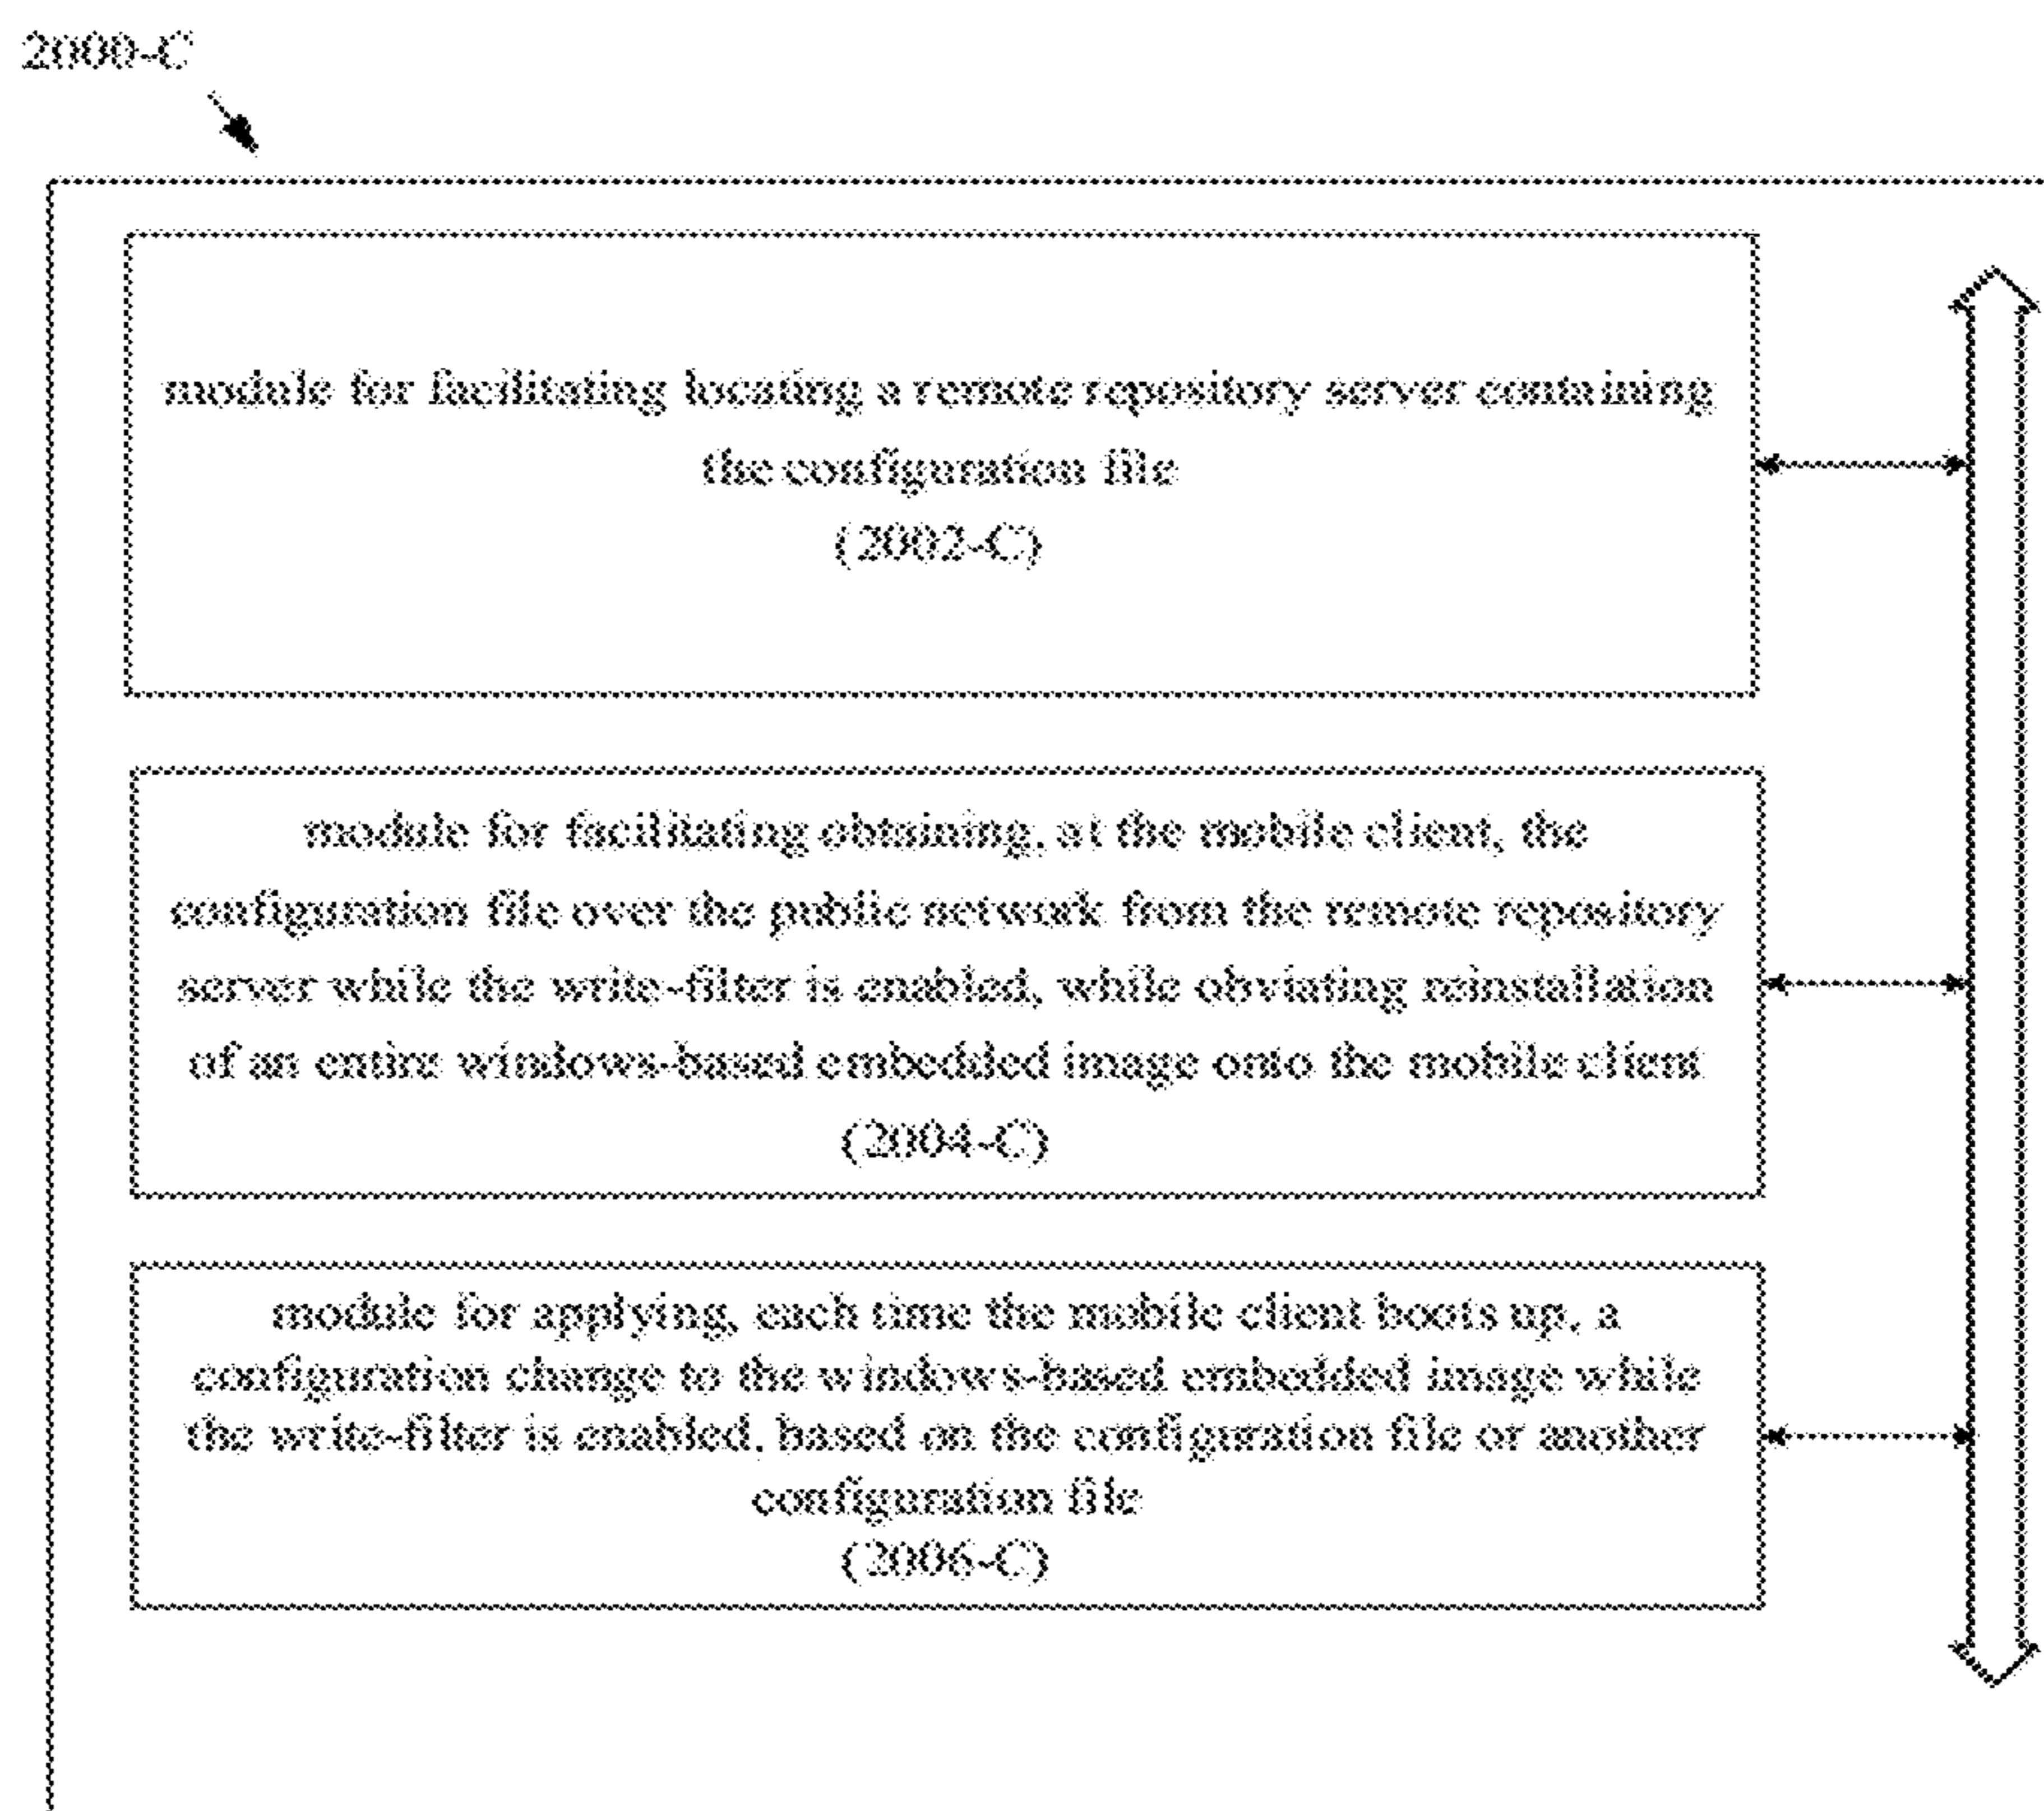 2000-C
module for facilitating locating a remote repository server containing
the configuration file
(2002-C)
module for facilitating obtaining, at the mobile client, the
configuration file over the public network from the remote repository
server while the write-filter is enabled, while obviating reinstallation
of an entire windows-based embedded image onto the mobile client
(2004-C)
module for applying, each time the mobile client boots up, a
configuration change to the windows-based embedded image while
the write-filter is enabled, based on the configuration file or another
configuration file
(2006-C)